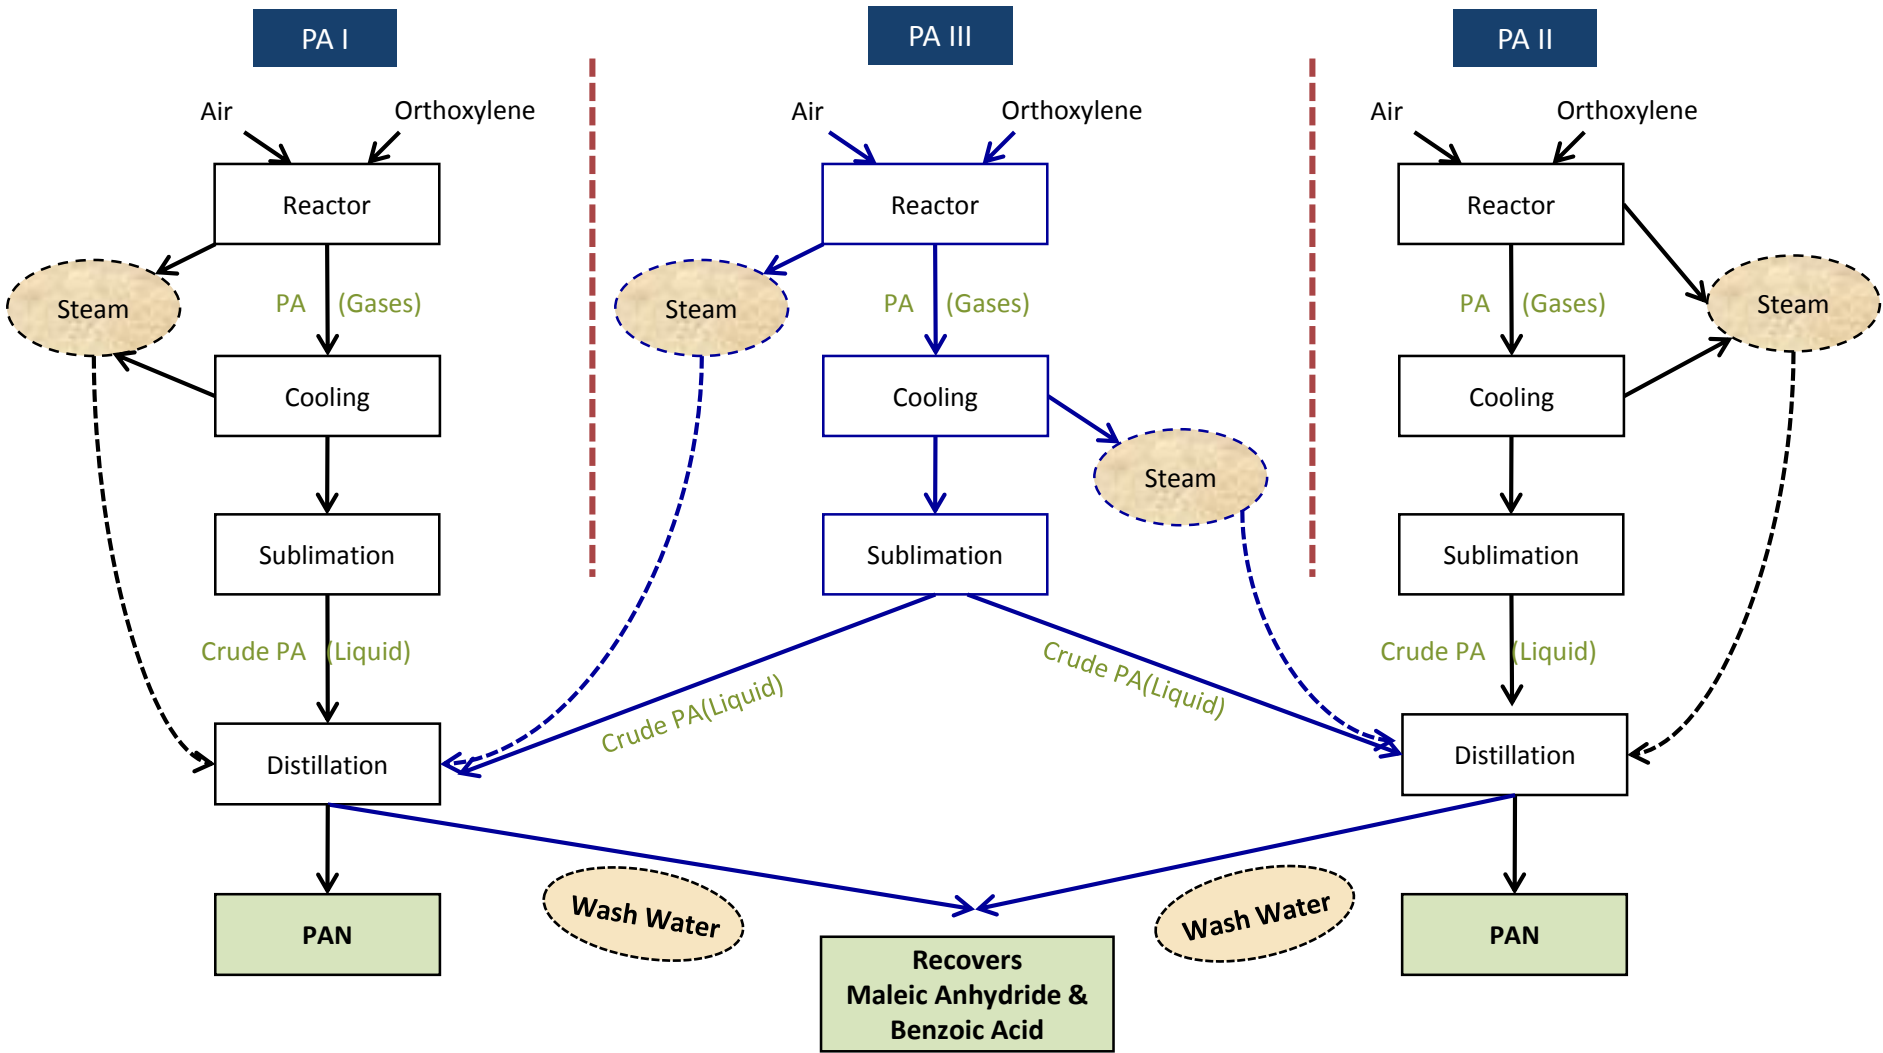 PA I
PA III
PA II
Air
Orthoxylene
Air
Orthoxylene
Air
Orthoxylene
Reactor
Reactor
Reactor
Steam
PA (Gases)
Steam
PA (Gases)
PA (Gases)
Steam
Cooling
Cooling
Cooling
Steam
Sublimation
Sublimation
Sublimation
Crude PA (Liquid)
Crude PA(Liquid)
Crude PA(Liquid)
Crude PA (Liquid)
Distillation
Distillation
Wash Water
Wash Water
PAN
PAN
Recovers
Maleic Anhydride &
Benzoic Acid